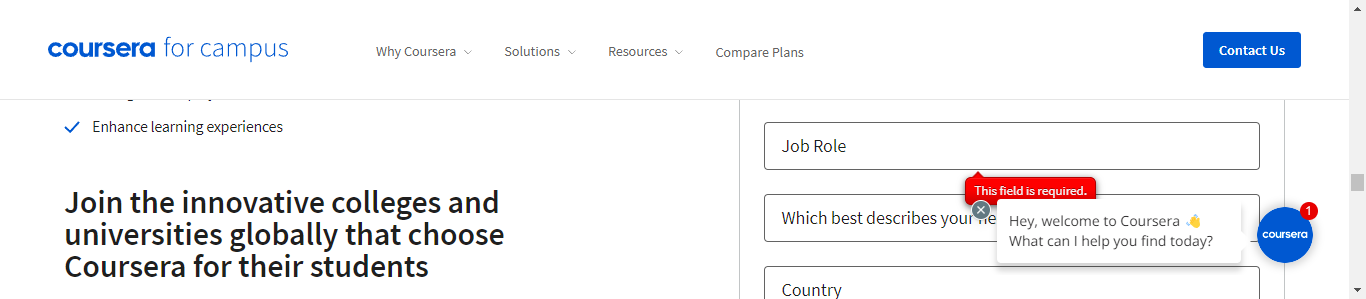 coursera for campus
Why Coursera
Solutions
Resources
Compare Plans
Contact Us
Enhance learning experiences
Join the innovative colleges and
universities globally that choose
Coursera for their students
Job Role
This field is required.
Which best describes your
Hey, welcome to Coursera 👋
What can I help you find today?
coursera
1
Country